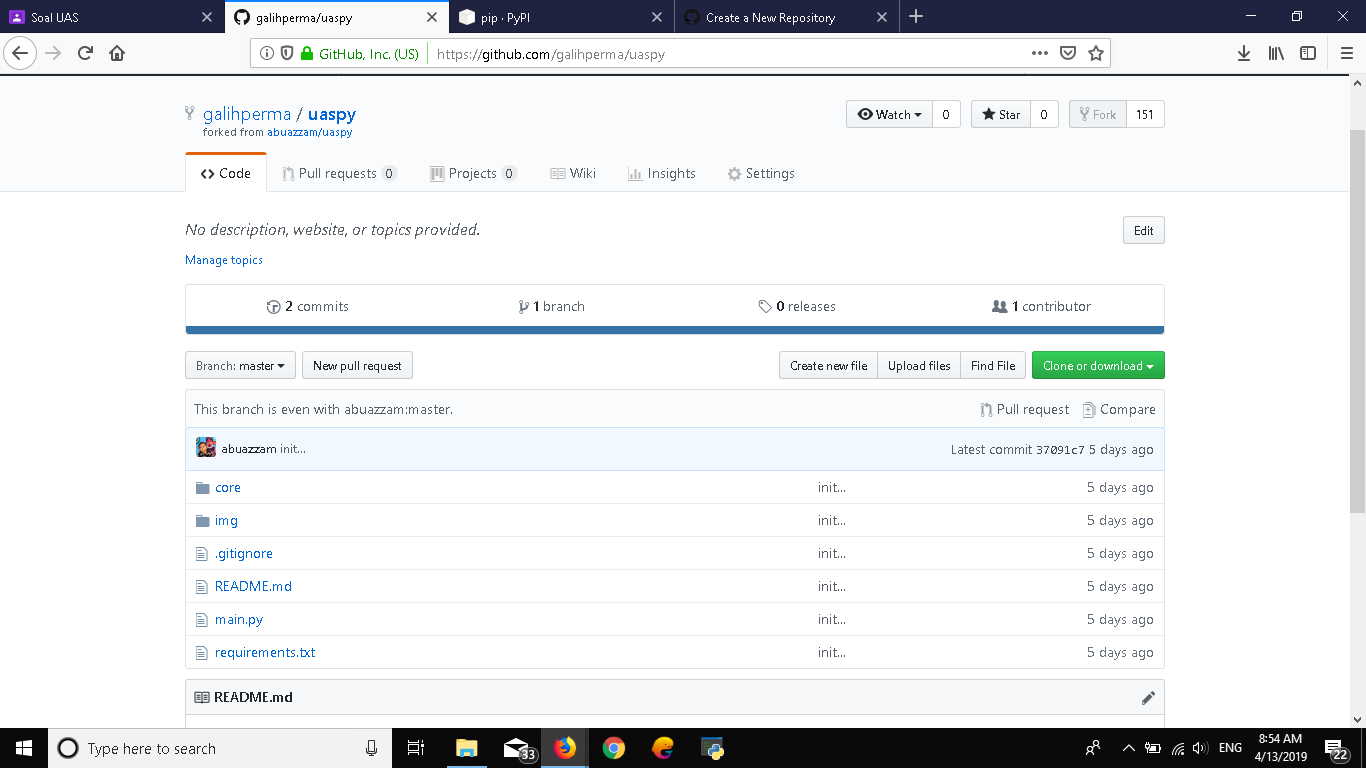 Soal UAS
galihperma/uaspy
pip · PyPI
Create a New Repository
GitHub, Inc. (US)
https://github.com/galihperma/uaspy
galihperma / uaspy
forked from abuazzam/uaspy
Watch 0
Star 0
Fork 151
Code
Pull requests 0
Projects 0
Wiki
Insights
Settings
No description, website, or topics provided.
Edit
Manage topics
2 commits
1 branch
0 releases
1 contributor
Branch: master
New pull request
Create new file
Upload files
Find File
Clone or download
This branch is even with abuazzam:master.
Pull request
Compare
abuazzam init...
Latest commit 37091c7 5 days ago
core init... 5 days ago
img init... 5 days ago
.gitignore init... 5 days ago
README.md init... 5 days ago
main.py init... 5 days ago
requirements.txt init... 5 days ago
README.md
Type here to search
33
ENG
8:54 AM
4/13/2019
22